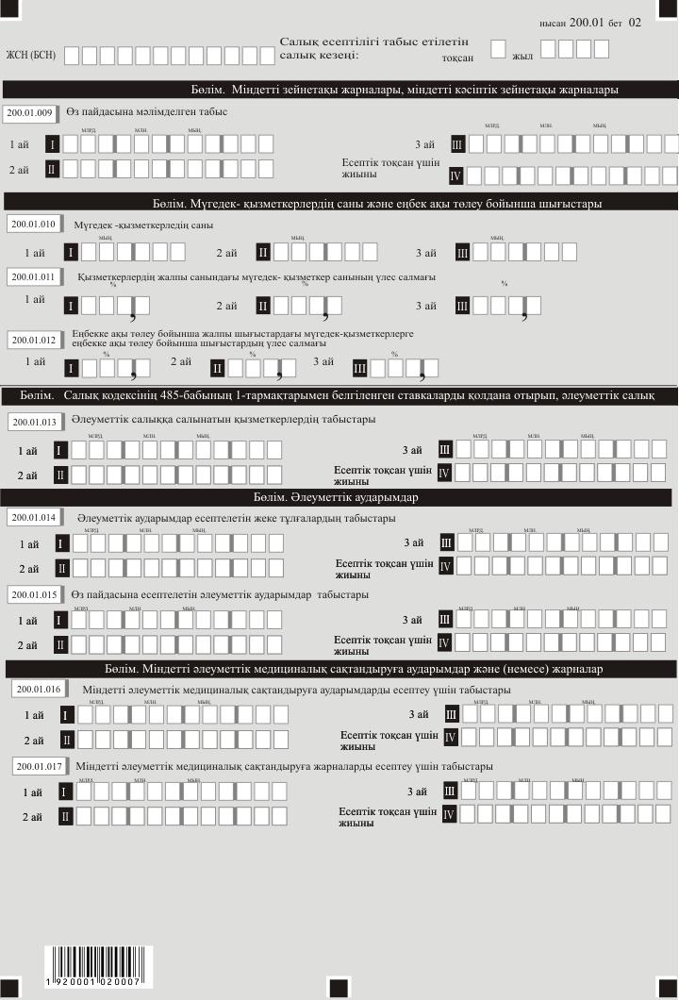 нысан 200.01 бет 02
ЖСН (БСН)
Салық есептілігі табыс етілетін
салық кезеңі:
тоқсан
жыл
Бөлім. Міндетті зейнетақы жарналары, міндетті кәсіптік зейнетақы жарналары
200.01.009 Өз пайдасына мәлімделген табыс
МЛРД. МЛН. МЫҢ. МЛРД. МЛН. МЫҢ.
1 ай I 3 ай III
2 ай II Есептік тоқсан үшін
жиыны IV
Бөлім. Мүгедек- қызметкерлердің саны және еңбек ақы төлеу бойынша шығыстары
200.01.010 Мүгедек -қызметкерледің саны
МЫҢ. МЫҢ. МЫҢ.
1 ай I 2 ай II 3 ай III
200.01.011 Қызметкерлердің жалпы санындағы мүгедек- қызметкер санының үлес салмағы
% % %
1 ай I , 2 ай II , 3 ай III ,
200.01.012 Еңбекке ақы төлеу бойынша жалпы шығыстардағы мүгедек-қызметкерлерге
еңбекке ақы төлеу бойынша шығыстардың үлес салмағы
% % %
1 ай I , 2 ай II , 3 ай III ,
Бөлім. Салық кодексінің 485-бабының 1-тармақтарымен белгіленген ставкаларды қолдана отырып, әлеуметтік салық
200.01.013 Әлеуметтік салыққа салынатын қызметкерлердің табыстары
МЛРД. МЛН. МЫҢ. МЛРД. МЛН. МЫҢ.
1 ай I 3 ай III
2 ай II Есептік тоқсан үшін
жиыны IV
Бөлім. Әлеуметтік аударымдар
200.01.014 Әлеуметтік аударымдар есептелетін жеке тұлғалардың табыстары
МЛРД. МЛН. МЫҢ. МЛРД. МЛН. МЫҢ.
1 ай I 3 ай III
2 ай II Есептік тоқсан үшін
жиыны IV
200.01.015 Өз пайдасына есептелетін әлеуметтік аударымдар табыстары
МЛРД. МЛН. МЫҢ. МЛРД. МЛН. МЫҢ.
1 ай I 3 ай III
2 ай II Есептік тоқсан үшін
жиыны IV
Бөлім. Міндетті әлеуметтік медициналық сақтандыруға аударымдар және (немесе) жарналар
200.01.016 Міндетті әлеуметтік медициналық сақтандыруға аударымдарды есептеу үшін табыстары
МЛРД. МЛН. МЫҢ. МЛРД. МЛН. МЫҢ.
1 ай I 3 ай III
2 ай II Есептік тоқсан үшін
жиыны IV
200.01.017 Міндетті әлеуметтік медициналық сақтандыруға жарналарды есептеу үшін табыстары
МЛРД. МЛН. МЫҢ. МЛРД. МЛН. МЫҢ.
1 ай I 3 ай III
2 ай II Есептік тоқсан үшін
жиыны IV
1 920001 020007